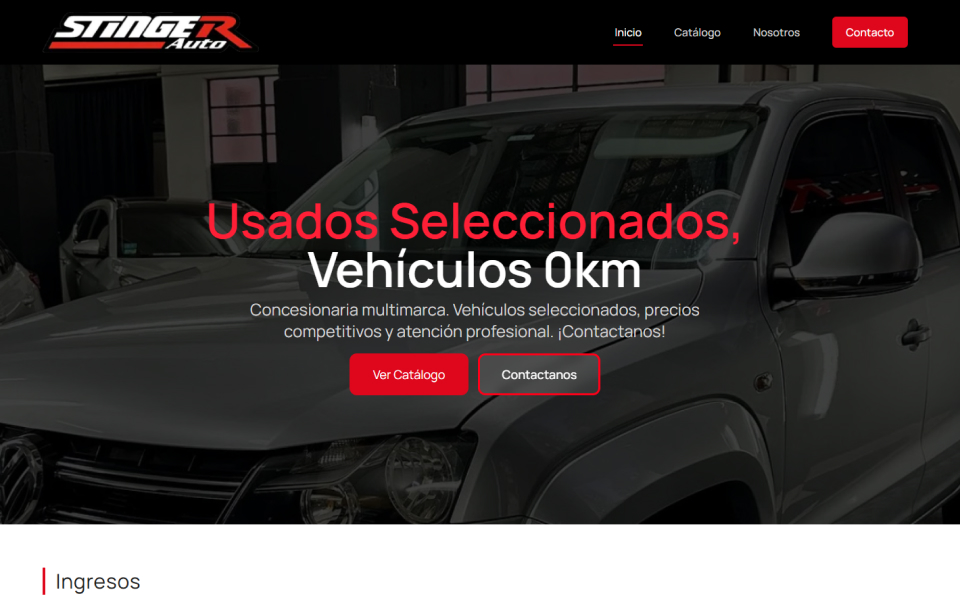 STINGER
Auto
Inicio
Catálogo
Nosotros
Contacto
Usados Seleccionados,
Vehículos 0km
Concesionaria multimarca. Vehículos seleccionados, precios
competitivos y atención profesional. ¡Contactanos!
Ver Catálogo
Contactanos
Ingresos